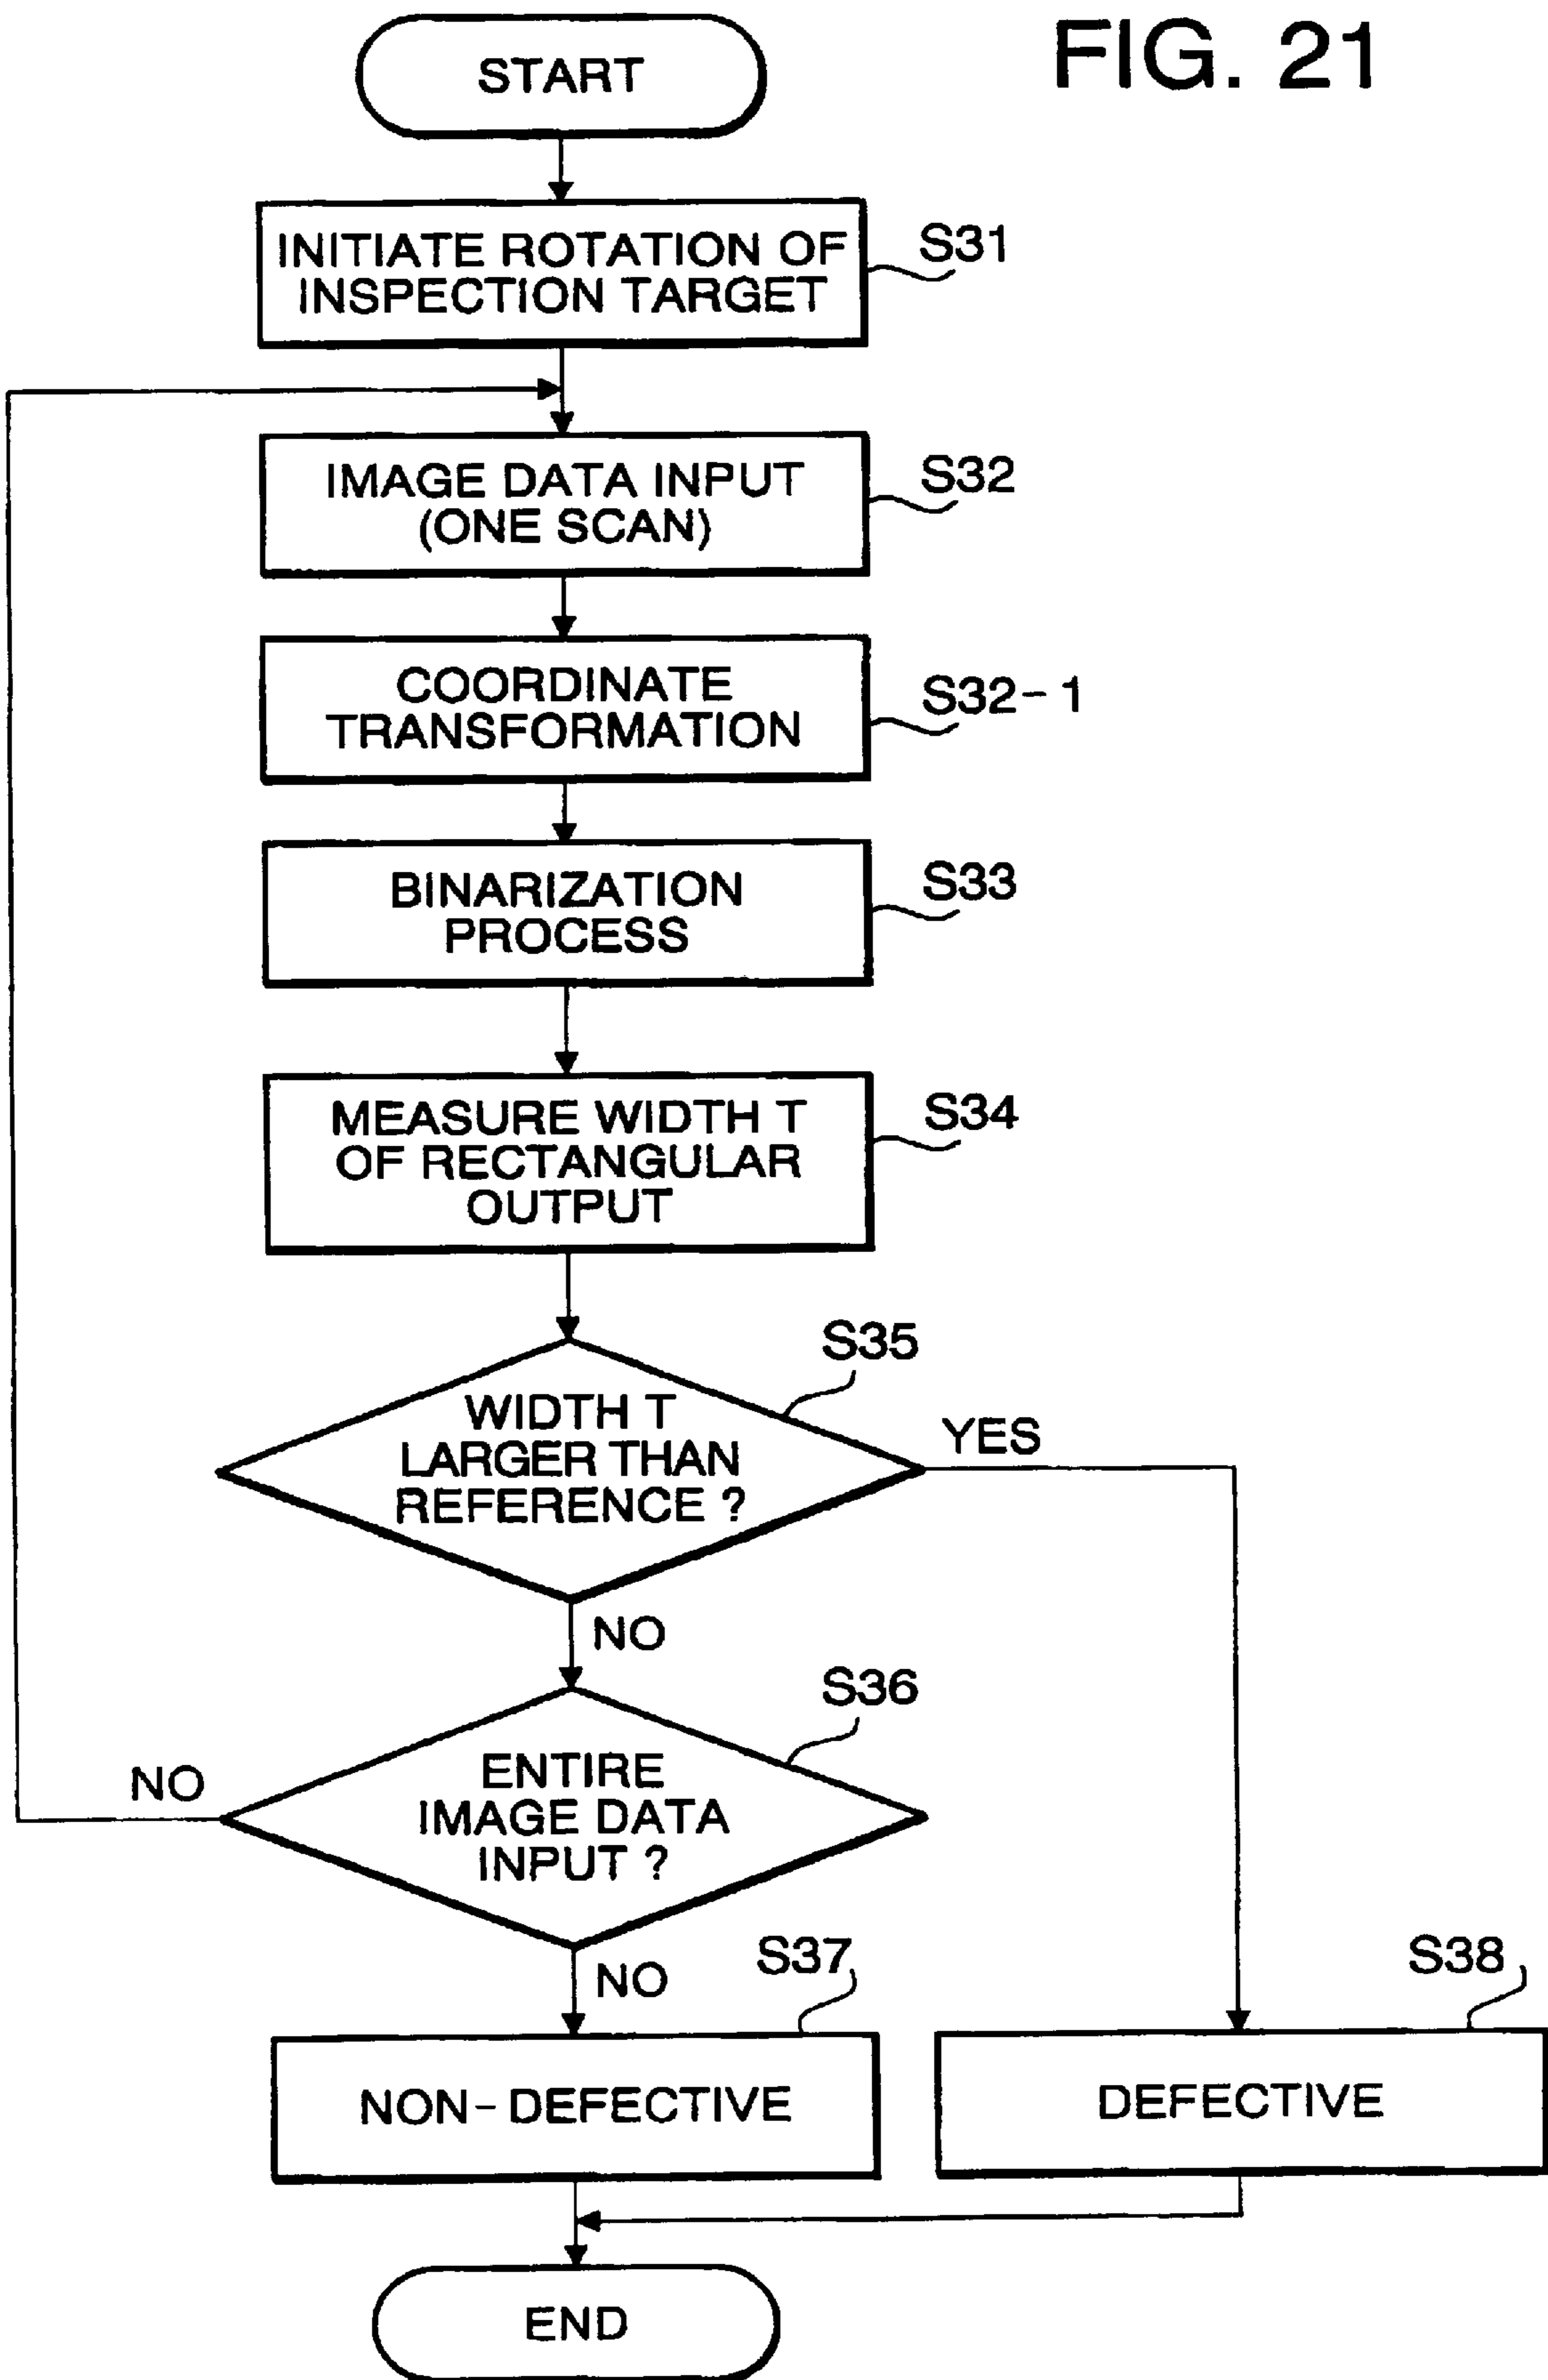 FIG. 21
START
INITIATE ROTATION OF
INSPECTION TARGET
S31
IMAGE DATA INPUT
(ONE SCAN)
S32
COORDINATE
TRANSFORMATION
S32-1
BINARIZATION
PROCESS
S33
MEASURE WIDTH T
OF RECTANGULAR
OUTPUT
S34
S35
WIDTH T
LARGER THAN
REFERENCE ?
YES
NO
S36
ENTIRE
IMAGE DATA
INPUT ?
NO
NO
S37
NON-DEFECTIVE
S38
DEFECTIVE
END